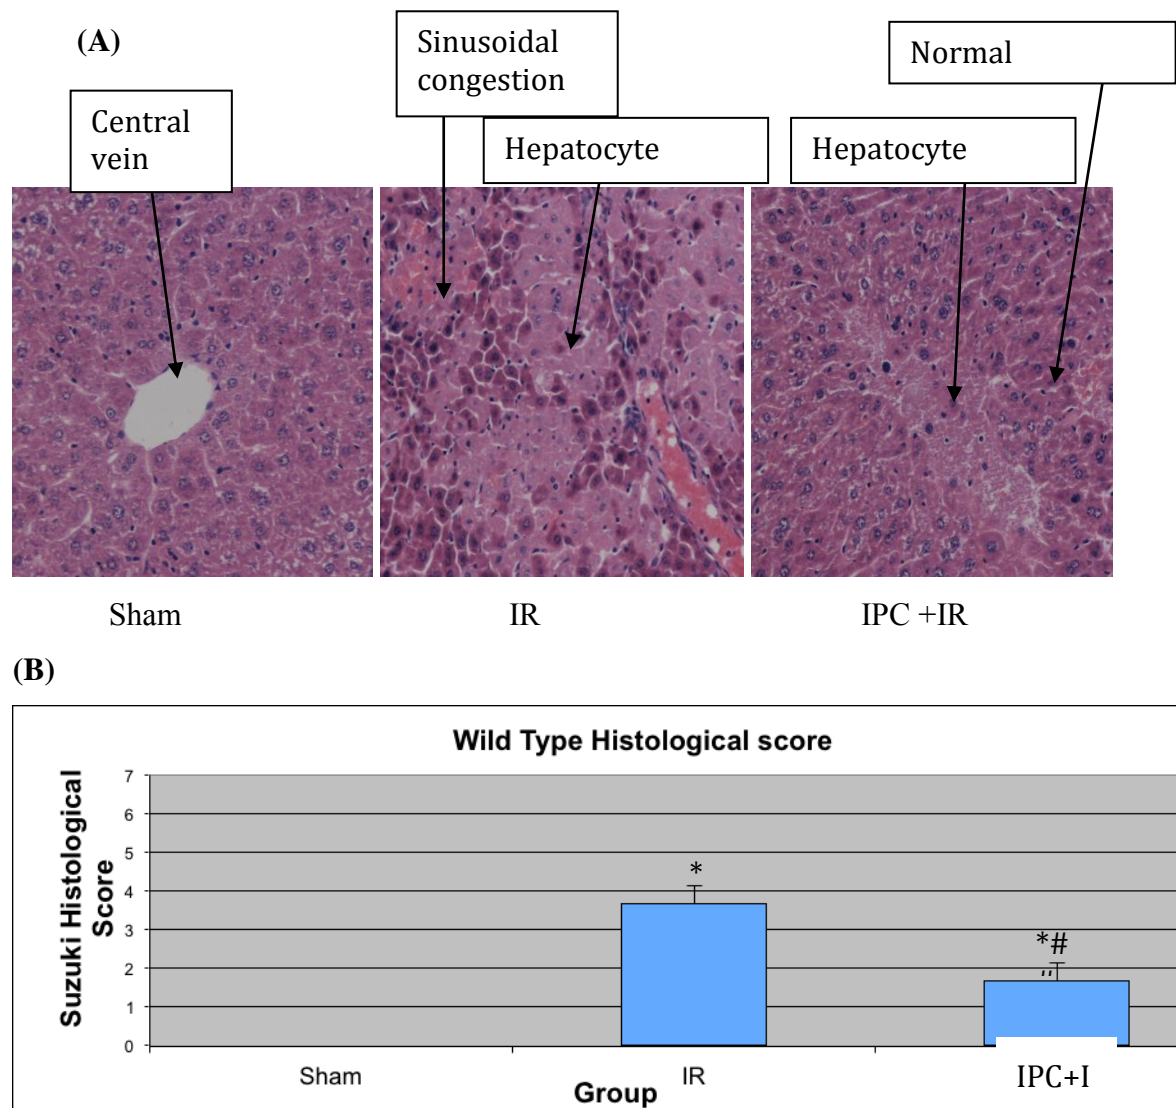 (A)
Sinusoidal
congestion
Normal
Central
vein
Hepatocyte
Hepatocyte
Sham
IR
IPC +IR
(B)
Wild Type Histological score
Suzuki Histological
Score
7
6
5
4
3
2
1
0
*
*#
Sham
IR
IPC+I
Group